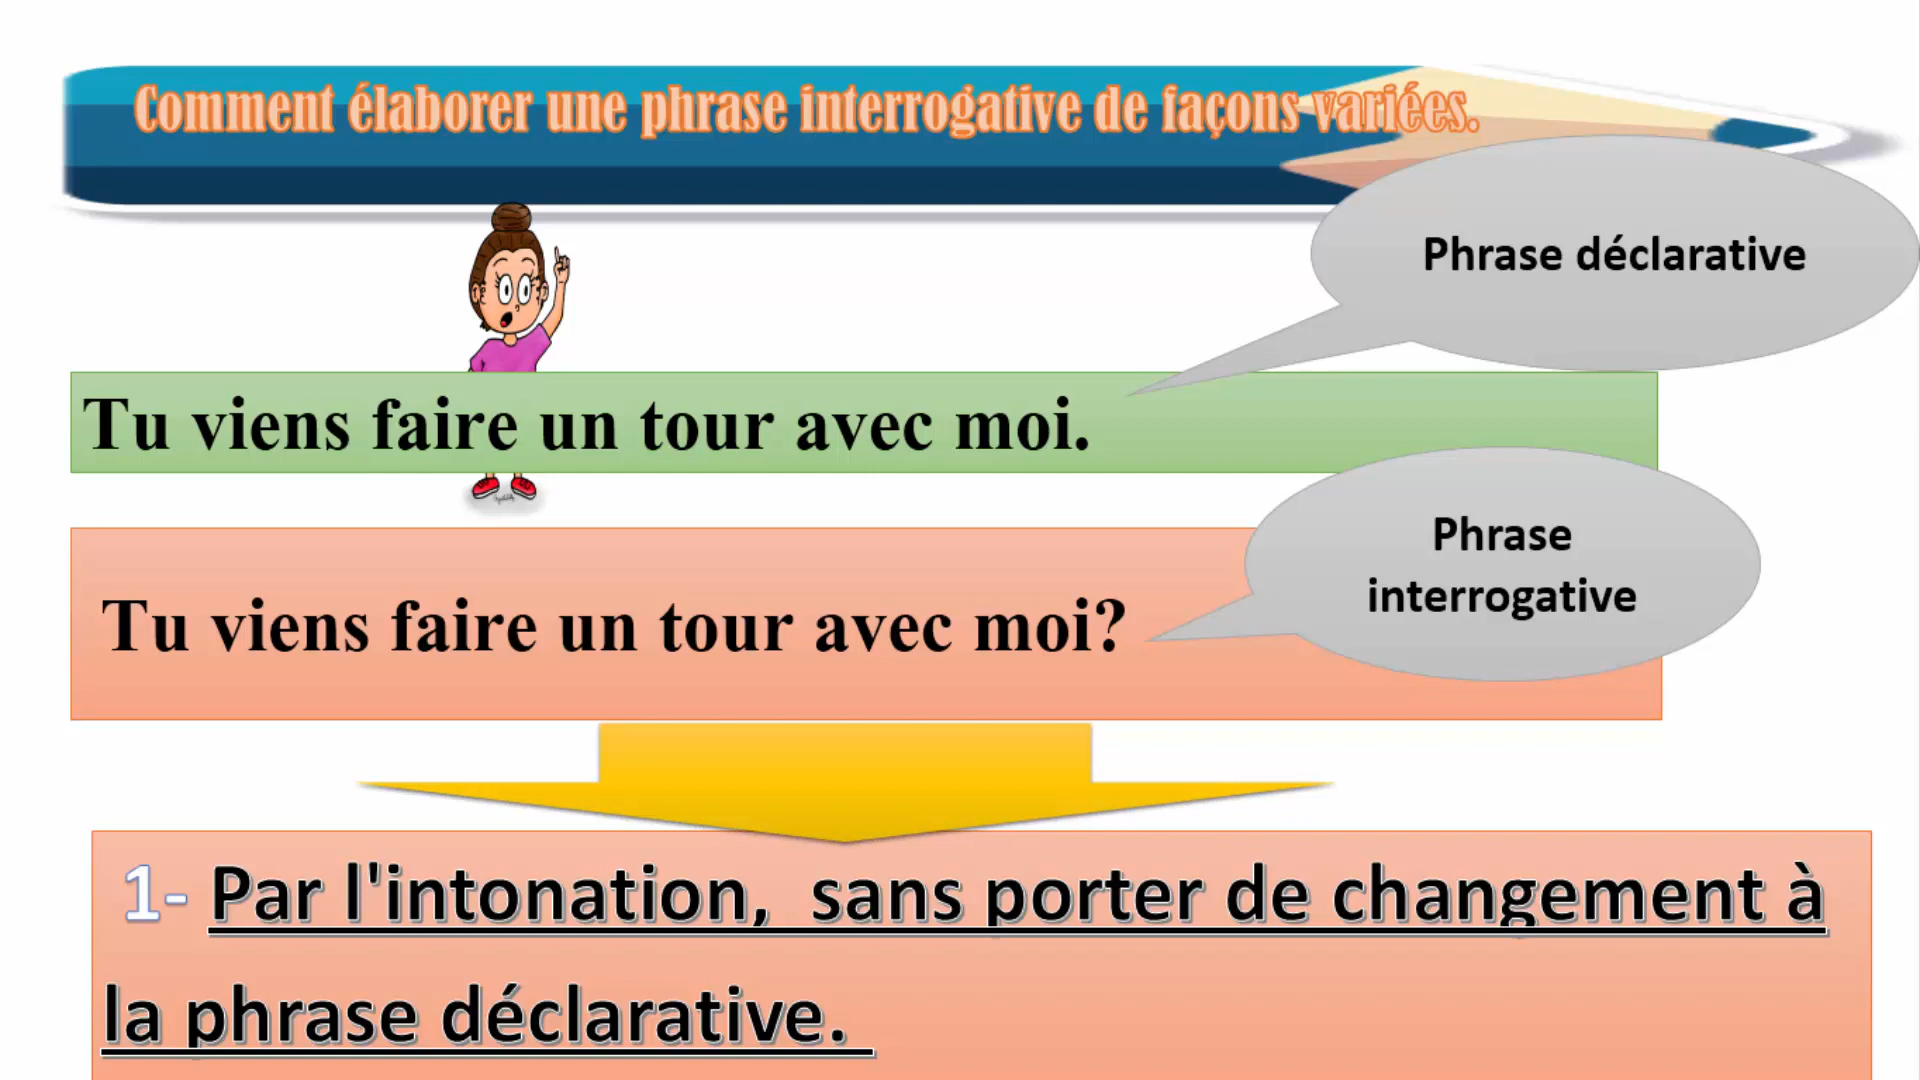 Comment élaborer une phrase interrogative de façons variées.
Phrase déclarative
Tu viens faire un tour avec moi.
Phrase
interrogative
Tu viens faire un tour avec moi?
1- Par l'intonation,  sans porter de changement à
la phrase déclarative.